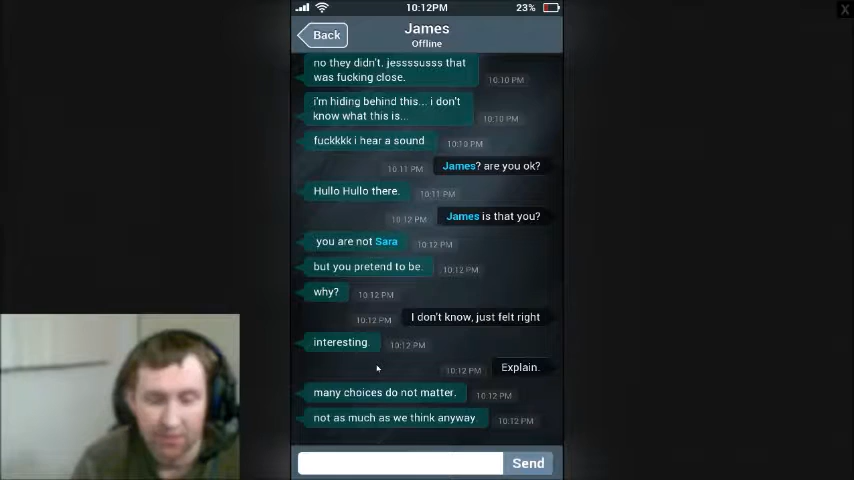 10:12PM
23%
X
Back
James
Offline
no they didn't. jessssusss that
was fucking close.
10:10 PM
i'm hiding behind this... i don't
know what this is...
10:10 PM
fuckkkk i hear a sound
10:10 PM
James? are you ok?
10:11 PM
Hullo Hullo there.
10:11 PM
James is that you?
10:12 PM
you are not Sara
10:12 PM
but you pretend to be.
10:12 PM
why?
10:12 PM
I don't know, just felt right
10:12 PM
interesting.
10:12 PM
Explain.
10:12 PM
many choices do not matter.
10:12 PM
not as much as we think anyway.
10:12 PM
Send